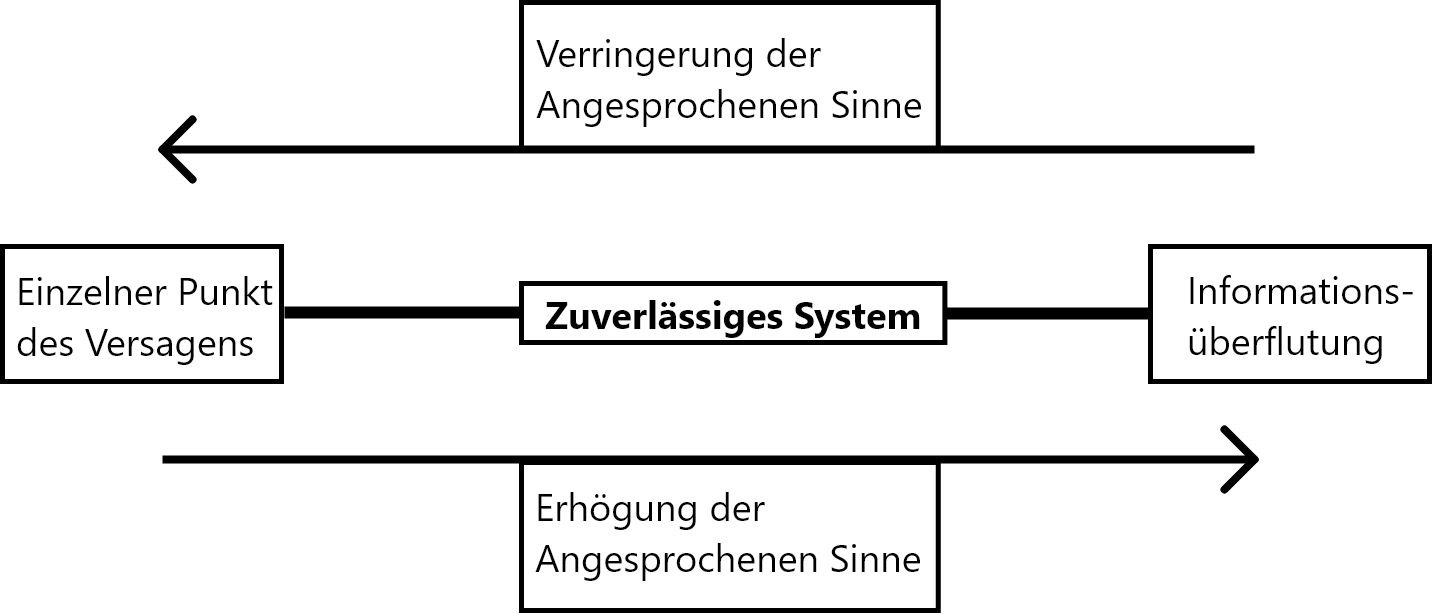 Verringerung der
Angesprochenen Sinne
Einzelner Punkt
des Versagens
Zuverlässiges System
Informations-
überflutung
Erhögung der
Angesprochenen Sinne